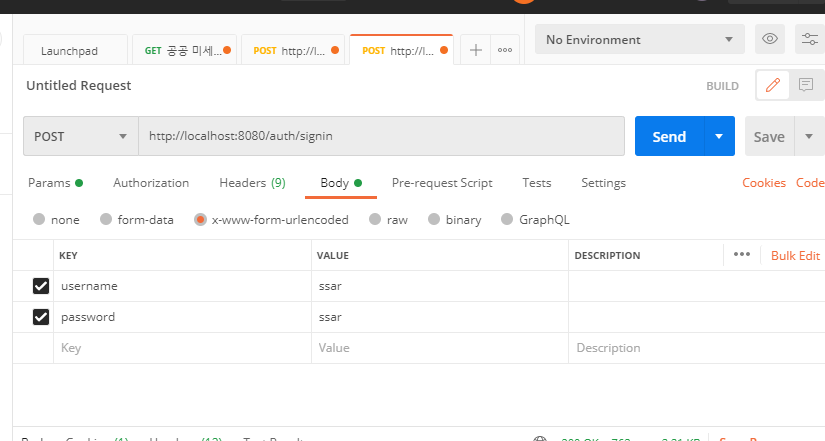 Launchpad GET 공공 미세... POST http://l... POST http://l... No Environment
Untitled Request BUILD
POST http://localhost:8080/auth/signin Send Save
Params Authorization Headers (9) Body Pre-request Script Tests Settings Cookies Code
none form-data x-www-form-urlencoded raw binary GraphQL
KEY VALUE DESCRIPTION Bulk Edit
username ssar
password ssar
Key Value Description